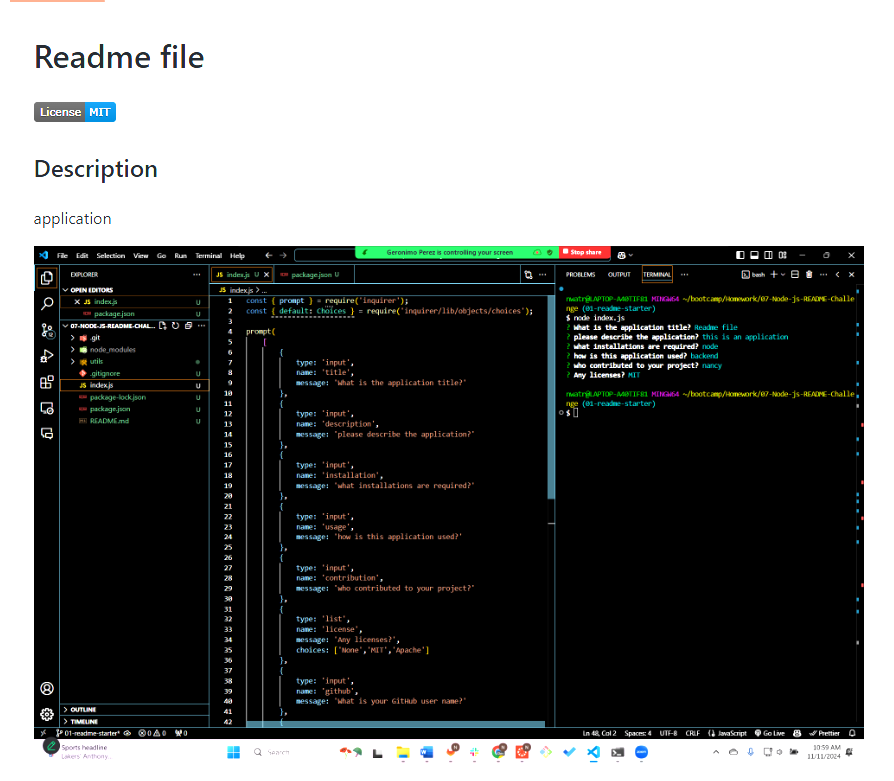 Readme file
License MIT
Description
application
File Edit Selection View Go Run Terminal Help
Geronimo Perez is controlling your screen
Stop share
EXPLORER
OPEN EDITORS
JS index.js U
package.json U
07-NODE-JS-README-CHAL...
.git
node_modules
utils
.gitignore U
JS index.js U
package-lock.json U
package.json U
README.md U
OUTLINE
TIMELINE
JS index.js U
package.json U
JS index.js > ...
1 const { prompt } = require('inquirer');
2 const { default: Choices } = require('inquirer/lib/objects/choices');
3
4 prompt(
5 [
6 {
7 type: 'input',
8 name: 'title',
9 message: 'What is the application title?'
10 },
11 {
12 type: 'input',
13 name: 'description',
14 message: 'please describe the application?'
15 },
16 {
17 type: 'input',
18 name: 'installation',
19 message: 'what installations are required?'
20 },
21 {
22 type: 'input',
23 name: 'usage',
24 message: 'how is this application used?'
25 },
26 {
27 type: 'input',
28 name: 'contribution',
29 message: 'who contributed to your project?'
30 },
31 {
32 type: 'list',
33 name: 'license',
34 message: 'Any licenses?',
35 choices: ['None','MIT','Apache']
36 },
37 {
38 type: 'input',
39 name: 'github',
40 message: 'What is your GitHub user name?'
41 },
42 {
PROBLEMS OUTPUT TERMINAL ...
bash
MINGW64 ~/bootcamp/Homework/07-Node-js-README-Challe
nge (01-readme-starter)
$ node index.js
? What is the application title? Readme file
? please describe the application? this is an application
? what installations are required? node
? how is this application used? backend
? who contributed to your project? nancy
? Any licenses? MIT
MINGW64 ~/bootcamp/Homework/07-Node-js-README-Challe
nge (01-readme-starter)
$
01-readme-starter* 0 0 0
Ln 48, Col 2 Spaces: 4 UTF-8 CRLF JavaScript Go Live Prettier
Sports headline
Lakers' Anthony...
Search
10:59 AM
11/11/2024